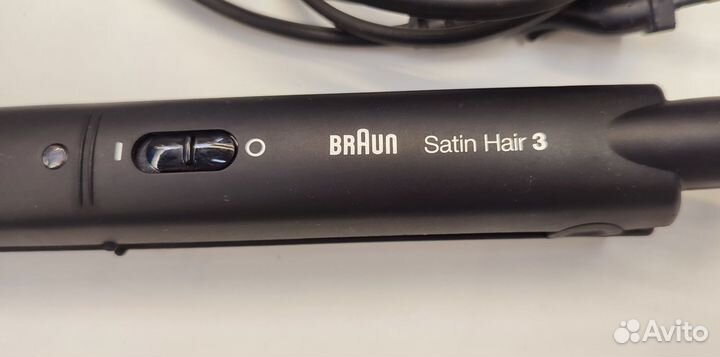 I O BRAUN Satin Hair 3
Avito